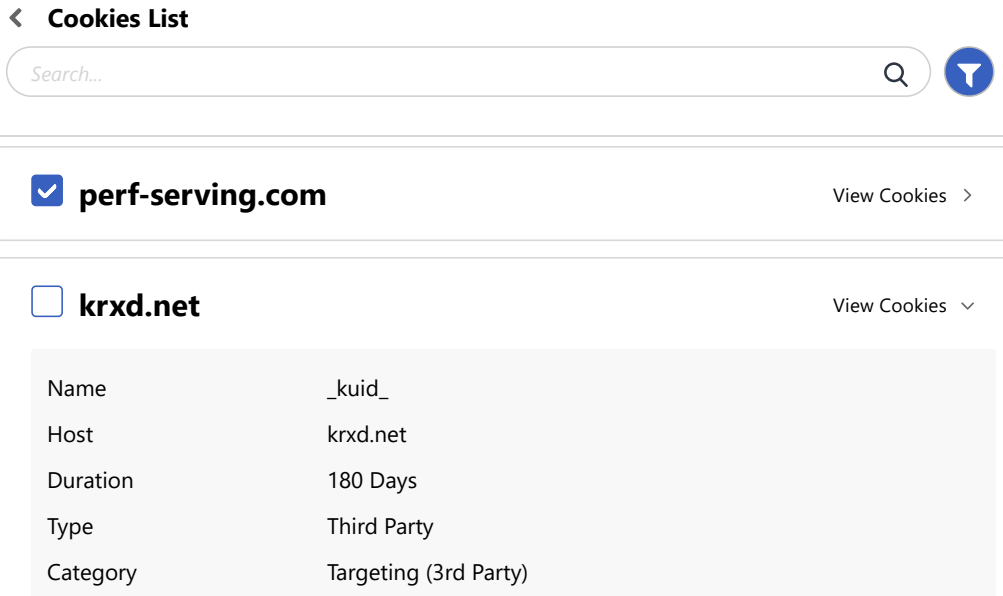 Cookies List
Search...
perf-serving.com View Cookies
krxd.net View Cookies
Name _kuid_
Host krxd.net
Duration 180 Days
Type Third Party
Category Targeting (3rd Party)